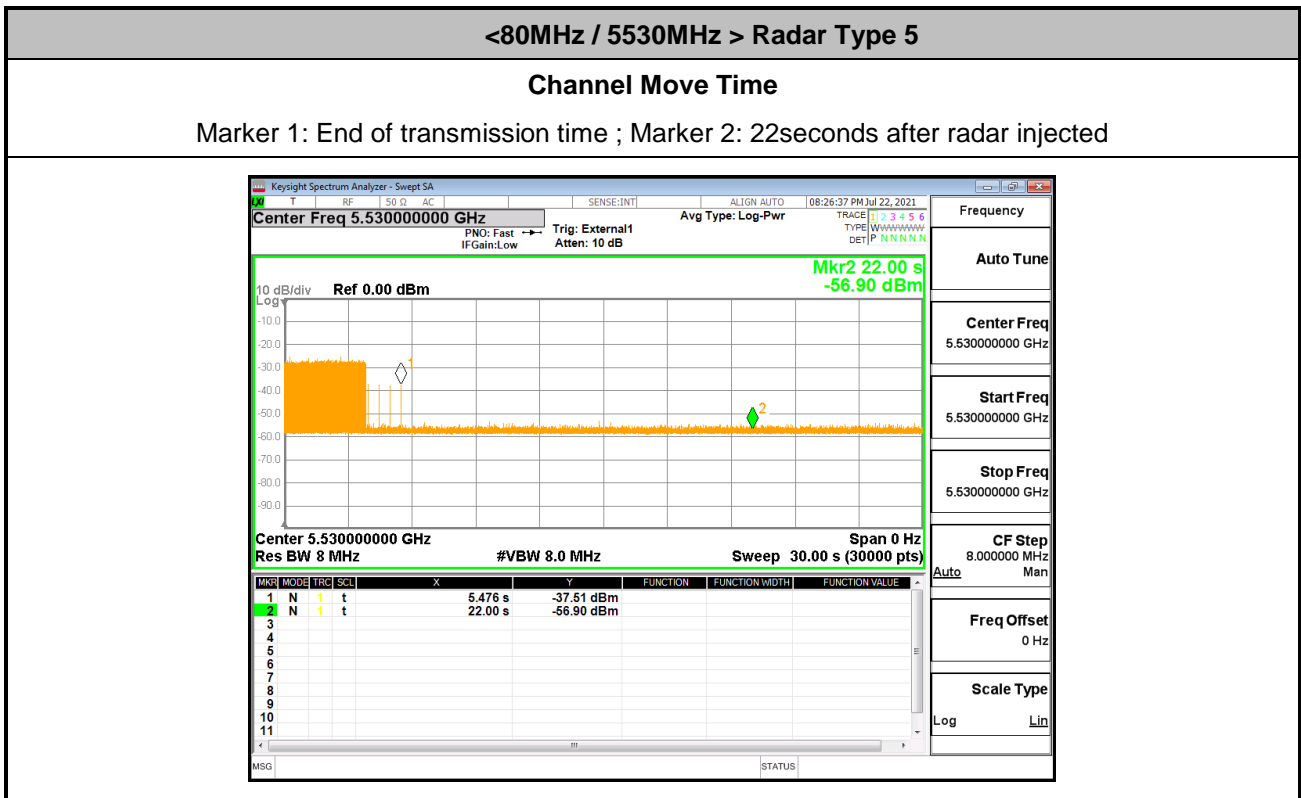 <80MHz / 5530MHz > Radar Type 5
Channel Move Time
Marker 1: End of transmission time ; Marker 2: 22seconds after radar injected
Keysight Spectrum Analyzer - Swept SA
LXI T RF 50 Ω AC SENSE:INT ALIGN AUTO 08:26:37 PM Jul 22, 2021
Center Freq 5.530000000 GHz
PNO: Fast
IFGain:Low
Trig: External1
Atten: 10 dB
Avg Type: Log-Pwr
TRACE 1 2 3 4 5 6
TYPE WWWWWW
DET P N N N N N
Mkr2 22.00 s
-56.90 dBm
10 dB/div Ref 0.00 dBm
Log
-10.0
-20.0
-30.0
-40.0
-50.0
-60.0
-70.0
-80.0
-90.0
1
2
Center 5.530000000 GHz Span 0 Hz
Res BW 8 MHz #VBW 8.0 MHz Sweep 30.00 s (30000 pts)
MKR MODE TRC SCL X Y FUNCTION FUNCTION WIDTH FUNCTION VALUE
1 N 1 t 5.476 s -37.51 dBm
2 N 1 t 22.00 s -56.90 dBm
3
4
5
6
7
8
9
10
11
MSG STATUS
Frequency
Auto Tune
Center Freq
5.530000000 GHz
Start Freq
5.530000000 GHz
Stop Freq
5.530000000 GHz
CF Step
8.000000 MHz
Auto Man
Freq Offset
0 Hz
Scale Type
Log Lin